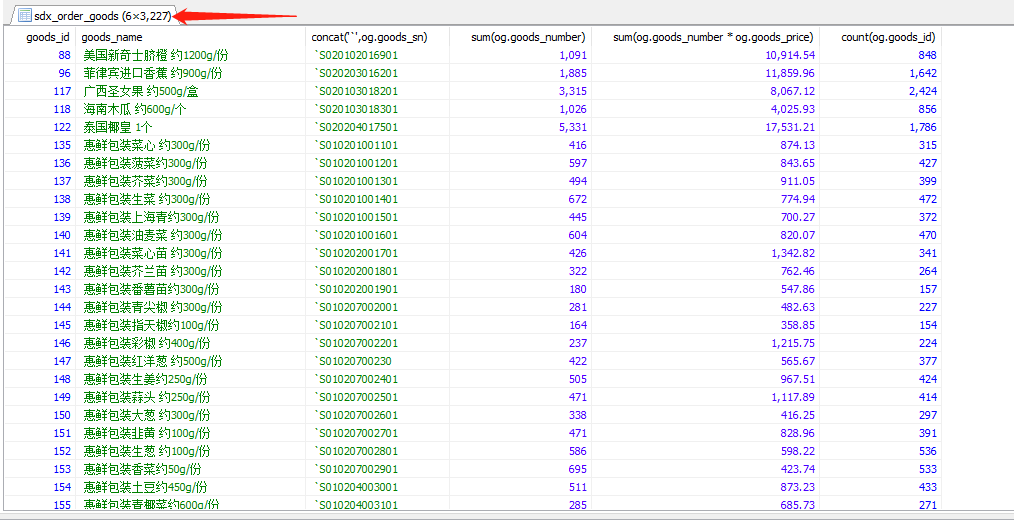 sdx_order_goods (6×3,227)
goods_id goods_name concat('`',og.goods_sn) sum(og.goods_number) sum(og.goods_number * og.goods_price) count(og.goods_id)
88 美国新奇士脐橙 约1200g/份 `S020102016901 1,091 10,914.54 848
96 菲律宾进口香蕉 约900g/份 `S020203016201 1,885 11,859.96 1,642
117 广西圣女果 约500g/盒 `S020103018201 3,315 8,067.12 2,424
118 海南木瓜 约600g/个 `S020103018301 1,026 4,025.93 856
122 泰国椰皇 1个 `S020204017501 5,331 17,531.21 1,786
135 惠鲜包装菜心 约300g/份 `S010201001101 416 874.13 315
136 惠鲜包装菠菜约300g/份 `S010201001201 597 843.65 427
137 惠鲜包装芥菜约300g/份 `S010201001301 494 911.05 399
138 惠鲜包装生菜 约300g/份 `S010201001401 672 774.94 472
139 惠鲜包装上海青约300g/份 `S010201001501 445 700.27 372
140 惠鲜包装油麦菜 约300g/份 `S010201001601 604 820.07 470
141 惠鲜包装菜心苗 约300g/份 `S010202001701 426 1,342.82 341
142 惠鲜包装芥兰苗 约300g/份 `S010202001801 322 762.46 264
143 惠鲜包装番薯苗约300g/份 `S010202001901 180 547.86 157
144 惠鲜包装青尖椒 约300g/份 `S010207002001 281 482.63 227
145 惠鲜包装指天椒约100g/份 `S010207002101 164 358.85 154
146 惠鲜包装彩椒 约400g/份 `S010207002201 237 1,215.75 224
147 惠鲜包装红洋葱 约500g/份 `S010207000230 422 565.67 377
148 惠鲜包装生姜约250g/份 `S010207002401 505 967.51 424
149 惠鲜包装蒜头 约250g/份 `S010207002501 471 1,117.89 414
150 惠鲜包装大葱 约300g/份 `S010207002601 338 416.25 297
151 惠鲜包装韭黄 约100g/份 `S010207002701 471 828.96 391
152 惠鲜包装生葱 约100g/份 `S010207002801 586 598.22 536
153 惠鲜包装香菜约50g/份 `S010207002901 695 423.74 533
154 惠鲜包装土豆约450g/份 `S010204003001 511 873.23 433
155 惠鲜包装青椰菜约600g/份 `S010204003101 285 685.73 271